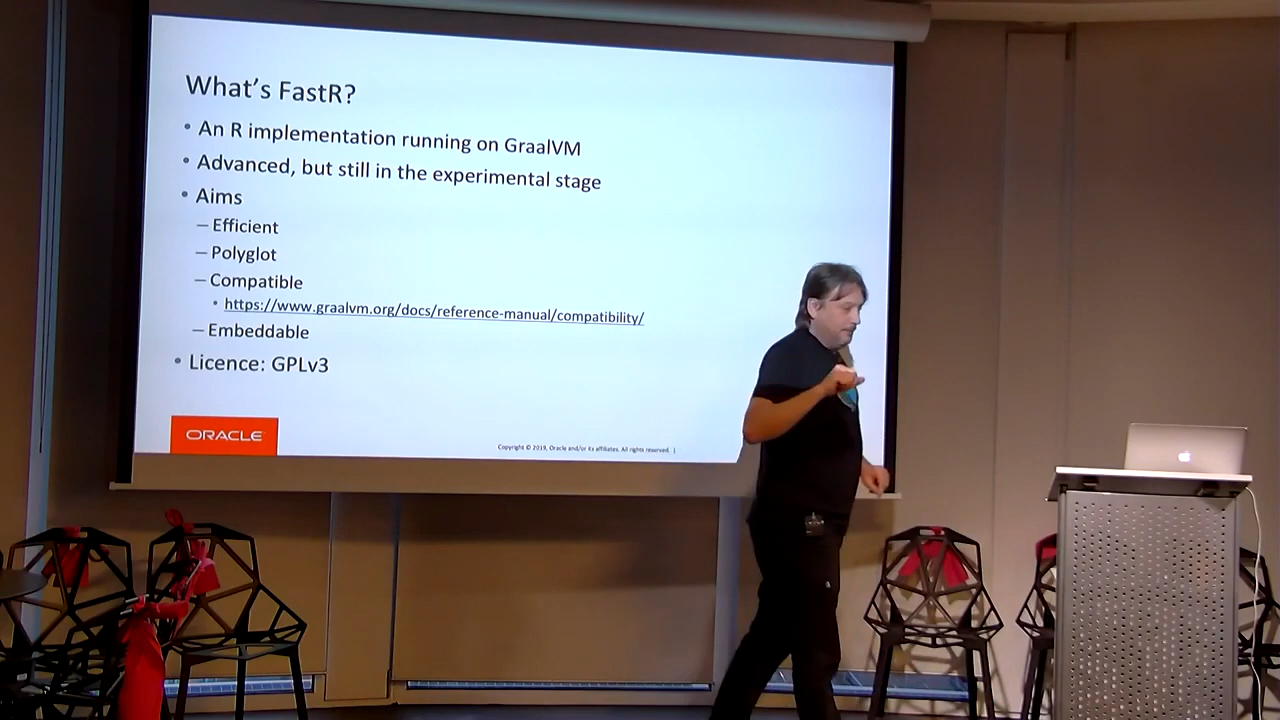 What's FastR?
• An R implementation running on GraalVM
• Advanced, but still in the experimental stage
• Aims
– Efficient
– Polyglot
– Compatible
• https://www.graalvm.org/docs/reference-manual/compatibility/
– Embeddable
• Licence: GPLv3
ORACLE
Copyright © 2019, Oracle and/or its affiliates. All rights reserved. |